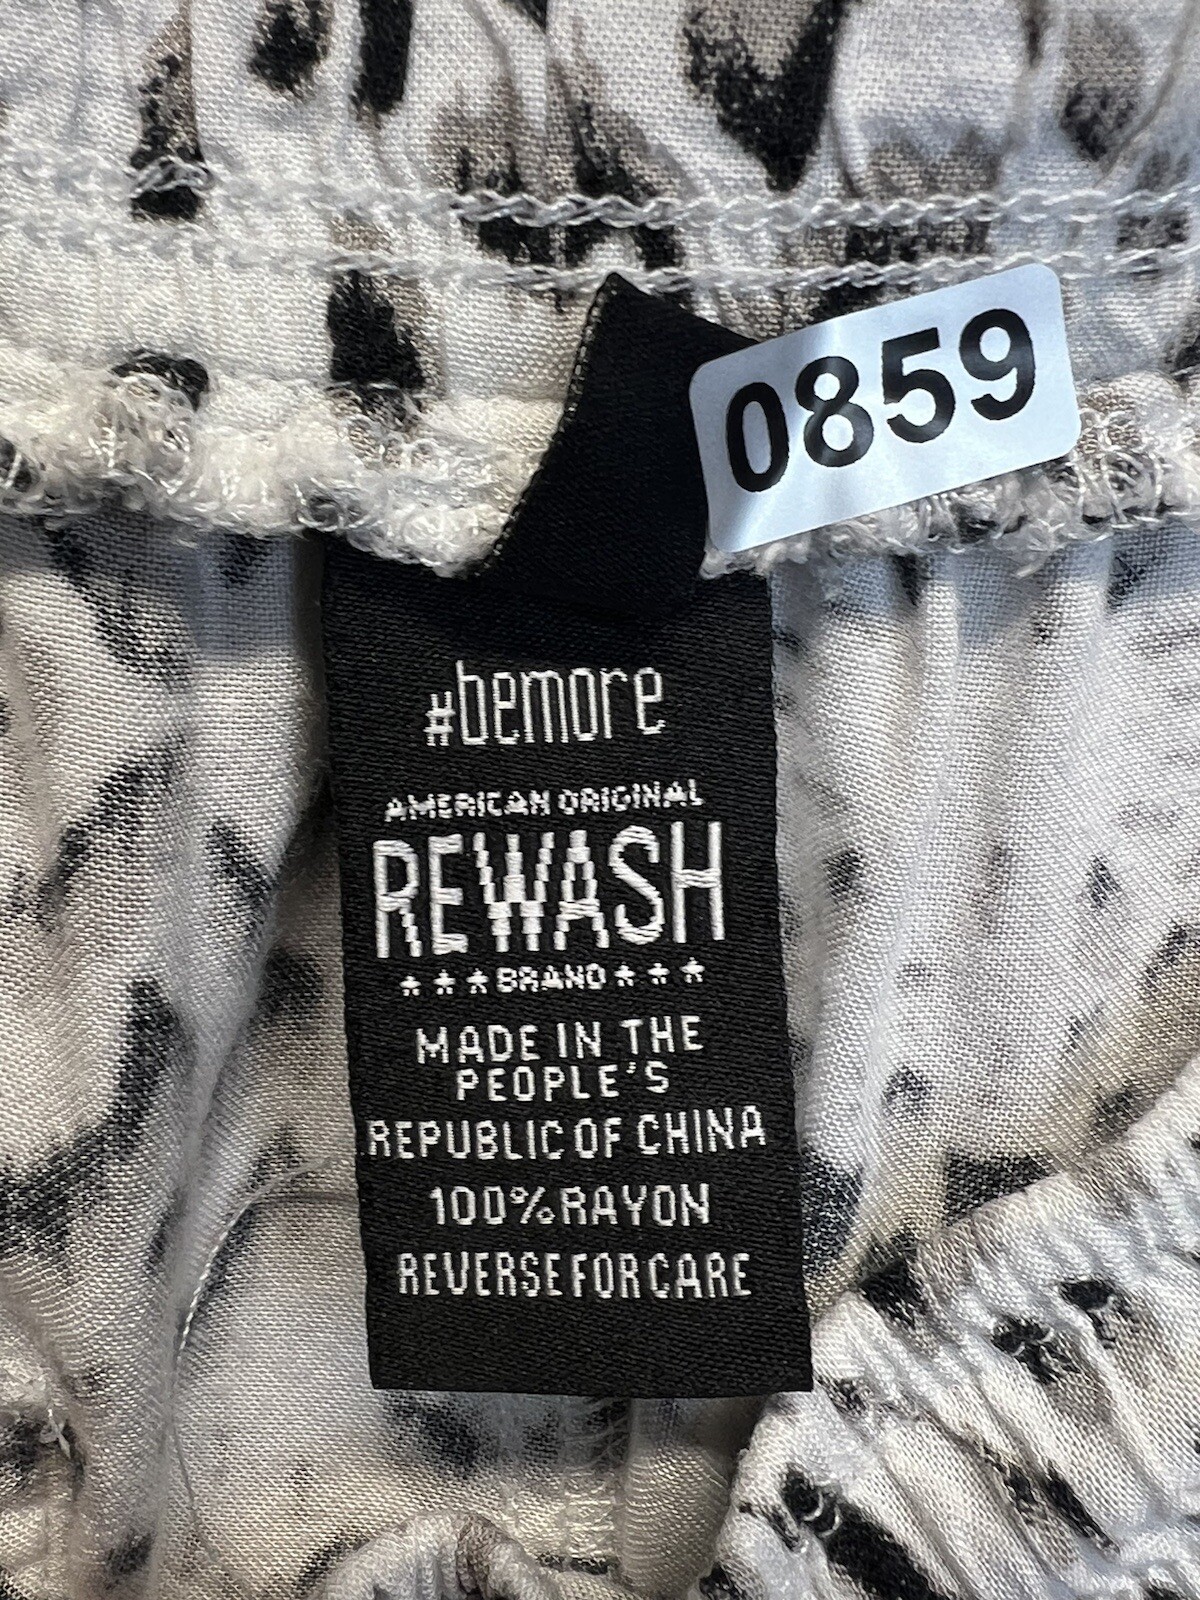 0859
#bemore
AMERICAN ORIGINAL
REWASH
★ ★ ★ BRAND ★ ★ ★
MADE IN THE
PEOPLE'S
REPUBLIC OF CHINA
100% RAYON
REVERSE FOR CARE